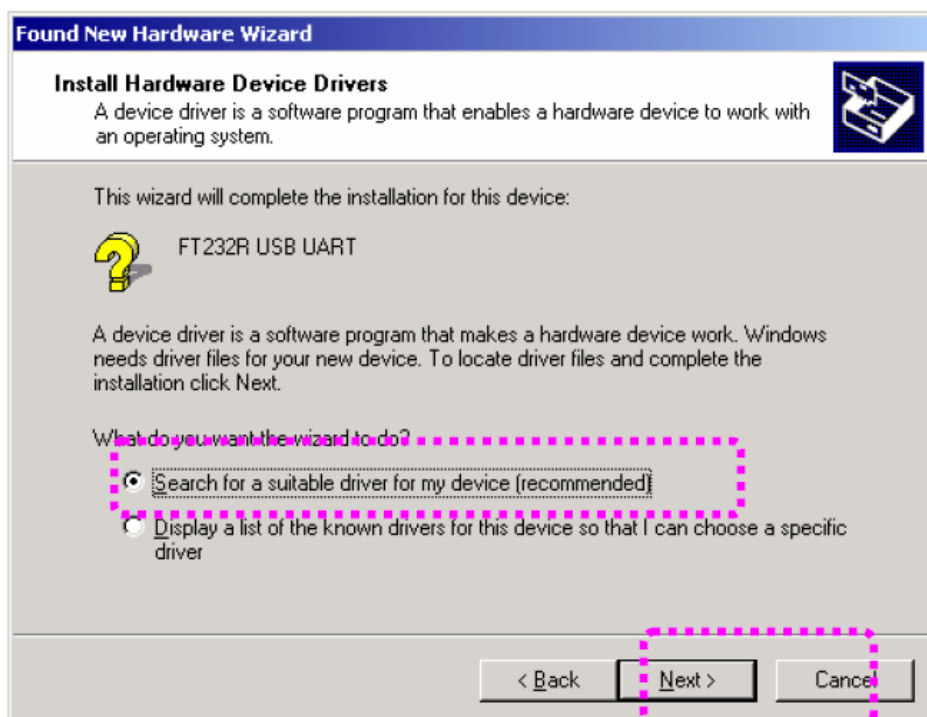 Found New Hardware Wizard
Install Hardware Device Drivers
A device driver is a software program that enables a hardware device to work with
an operating system.
This wizard will complete the installation for this device:
FT232R USB UART
A device driver is a software program that makes a hardware device work. Windows
needs driver files for your new device. To locate driver files and complete the
installation click Next.
What do you want the wizard to do?
Search for a suitable driver for my device (recommended)
Display a list of the known drivers for this device so that I can choose a specific
driver
< Back Next > Cancel